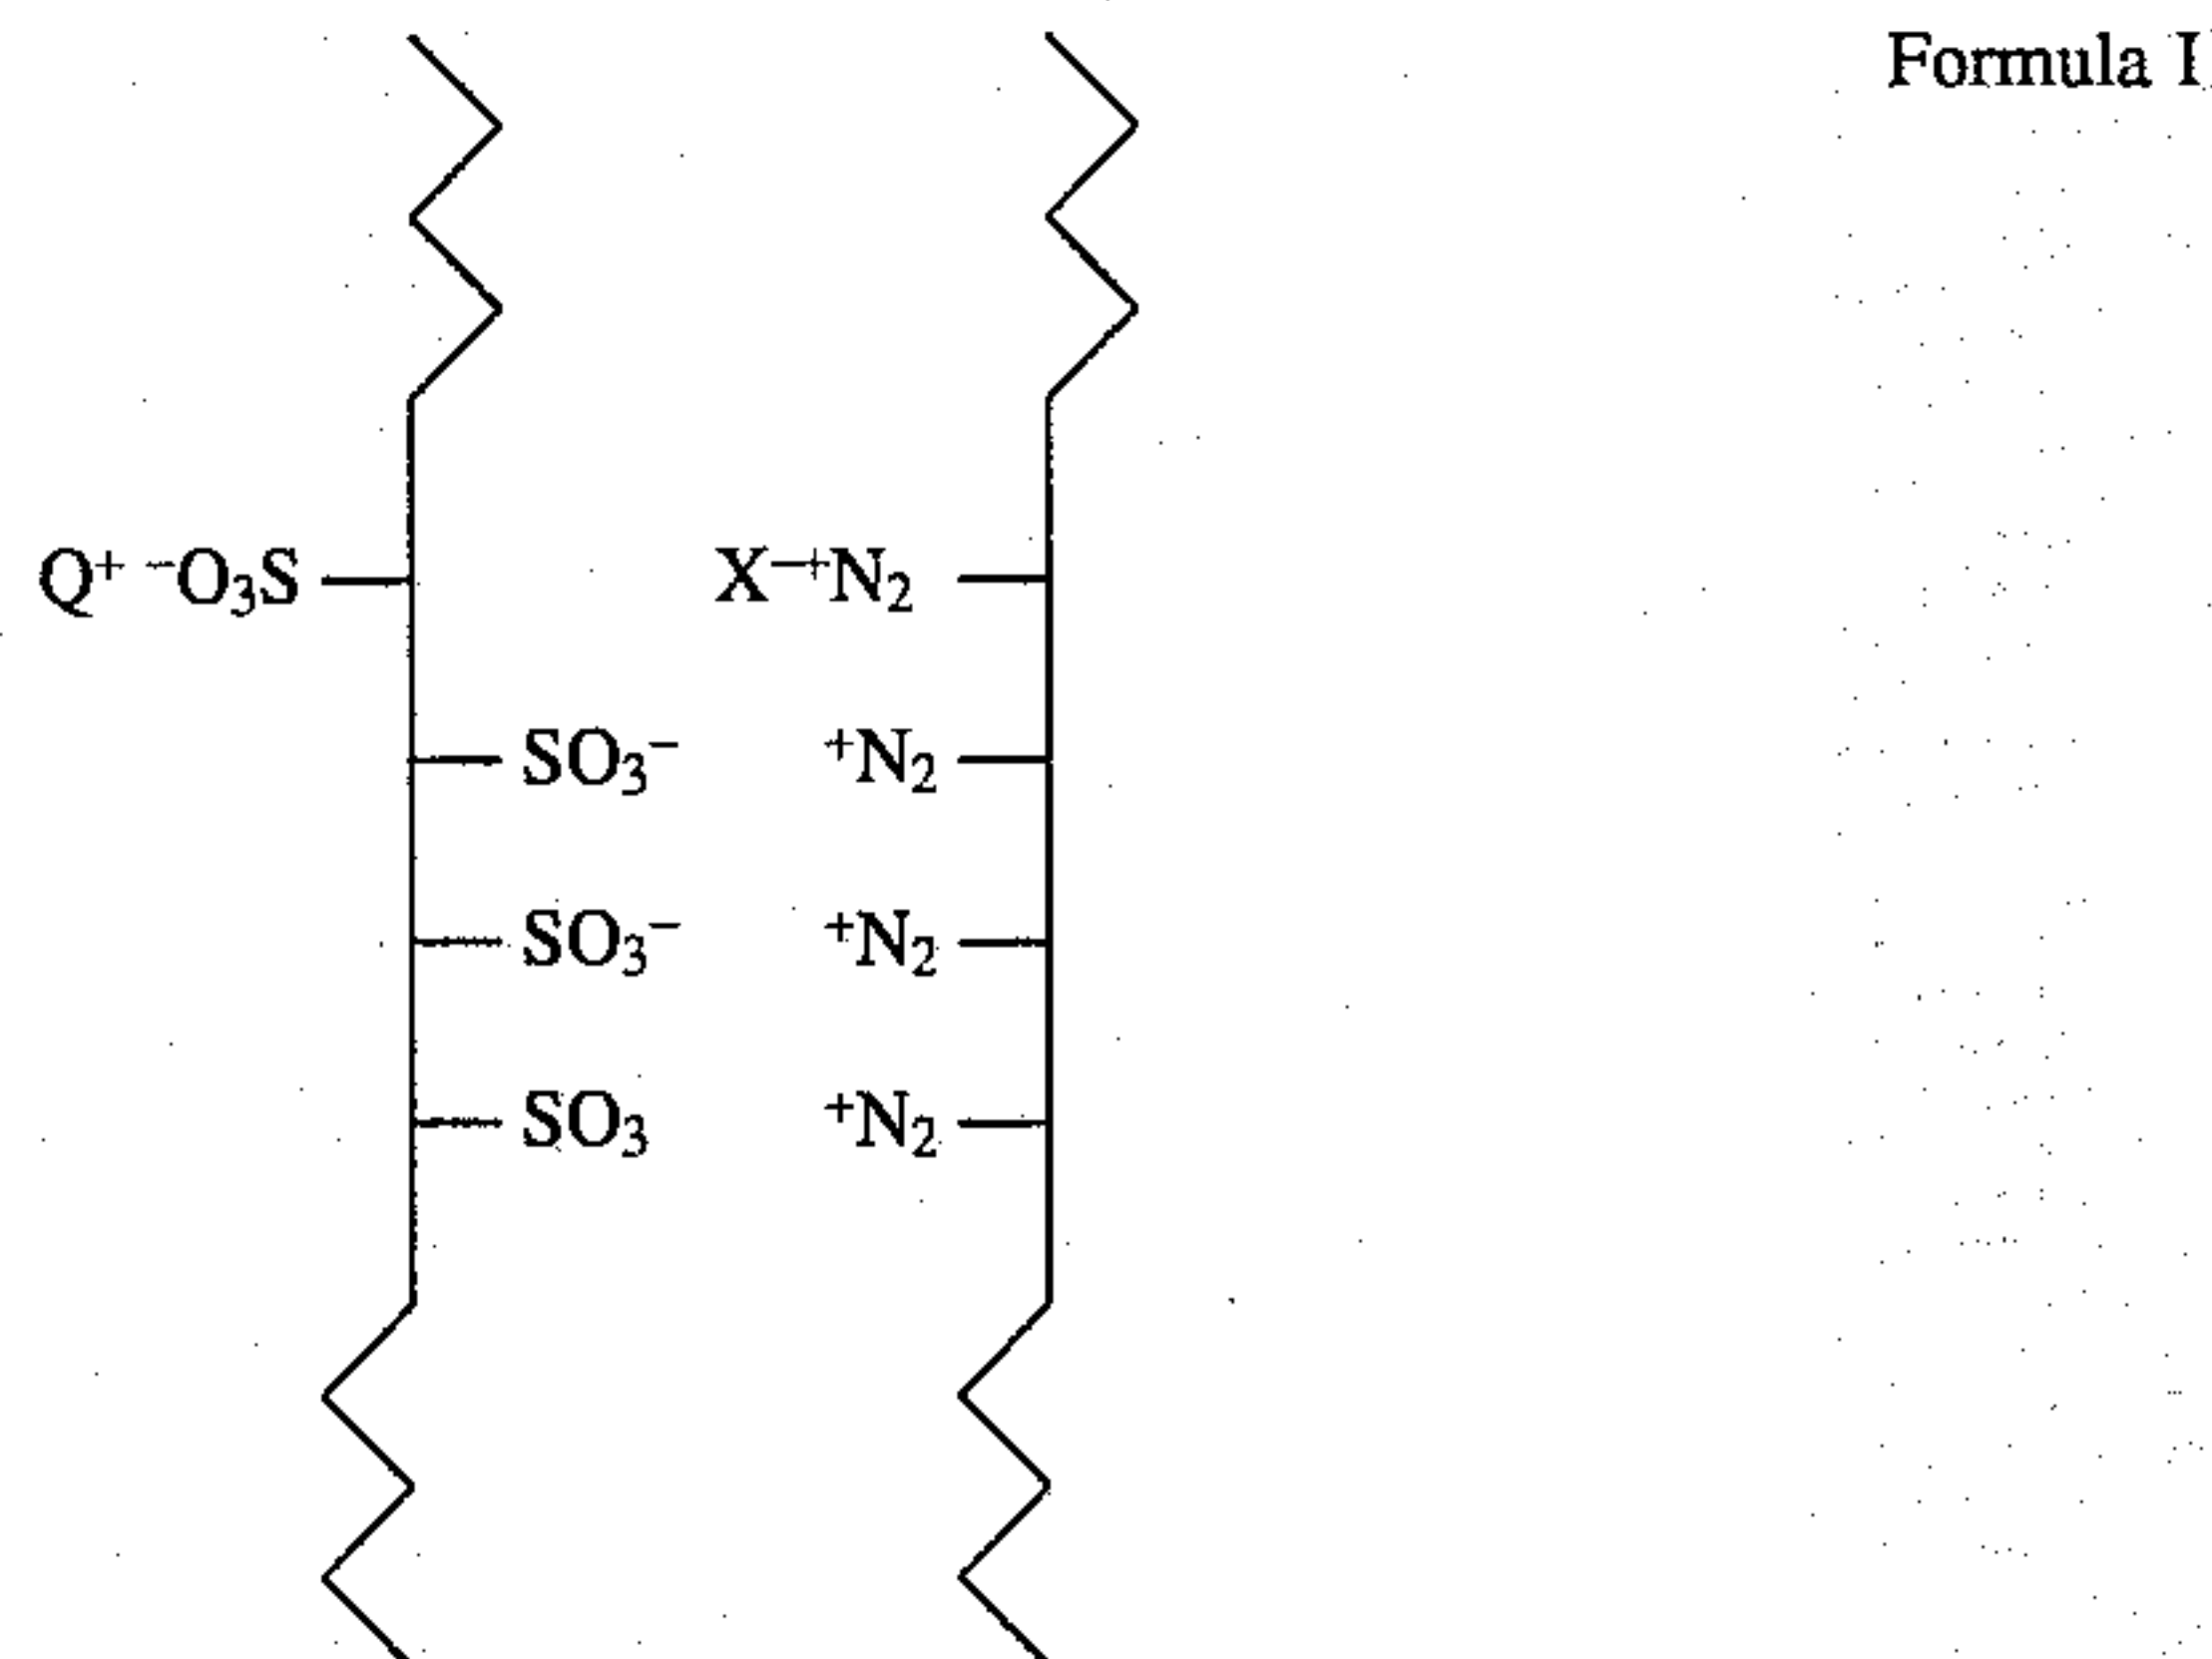 Formula I
Q⁺ ⁻O₃S X⁻⁺N₂
SO₃⁻ ⁺N₂
SO₃⁻ ⁺N₂
SO₃ ⁺N₂